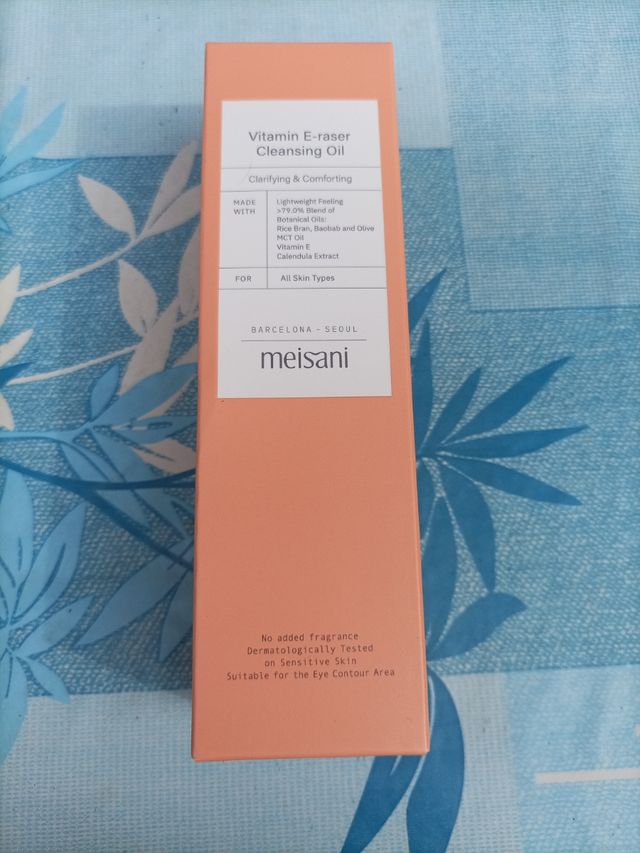 Vitamin E-raser
Cleansing Oil
Clarifying & Comforting
MADE
WITH
Lightweight Feeling
>79.0% Blend of
Botanical Oils:
Rice Bran, Baobab and Olive
MCT Oil
Vitamin E
Calendula Extract
FOR
All Skin Types
BARCELONA - SEOUL
meisani
No added fragrance
Dermatologically Tested
on Sensitive Skin
Suitable for the Eye Contour Area